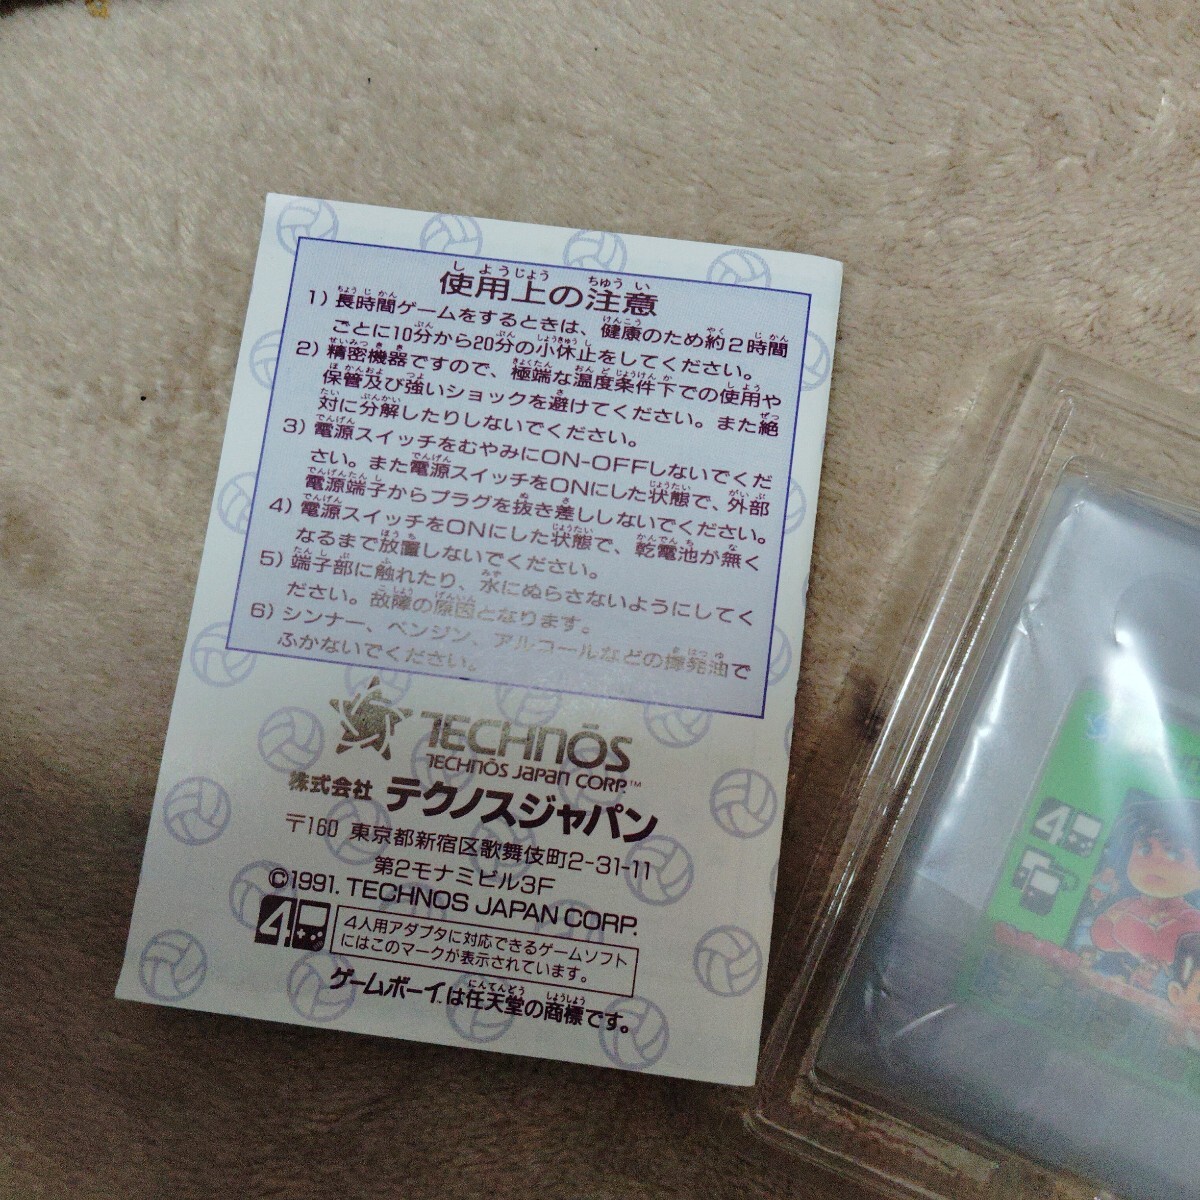 使用上の注意
1) 長時間ゲームをするときは、健康のため約2時間
ごとに10分から20分の小休止をしてください。
2) 精密機器ですので、極端な温度条件下での使用や
保管及び強いショックを避けてください。また絶
対に分解したりしないでください。
3) 電源スイッチをむやみにON-OFFしないでくだ
さい。また電源スイッチをONにした状態で、外部
電源端子からプラグを抜き差ししないでください。
4) 電源スイッチをONにした状態で、乾電池が無く
なるまで放置しないでください。
5) 端子部に触れたり、水にぬらさないようにしてく
ださい。故障の原因となります。
6) シンナー、ベンジン、アルコールなどの揮発油で
ふかないでください。
TECHNŌS
TECHNŌS JAPAN CORP.™
株式会社 テクノスジャパン
〒160 東京都新宿区歌舞伎町2-31-11
第2モナミビル3F
©1991. TECHNOS JAPAN CORP.
4
4人用アダプタに対応できるゲームソフト
にはこのマークが表示されています。
ゲームボーイは任天堂の商標です。
4